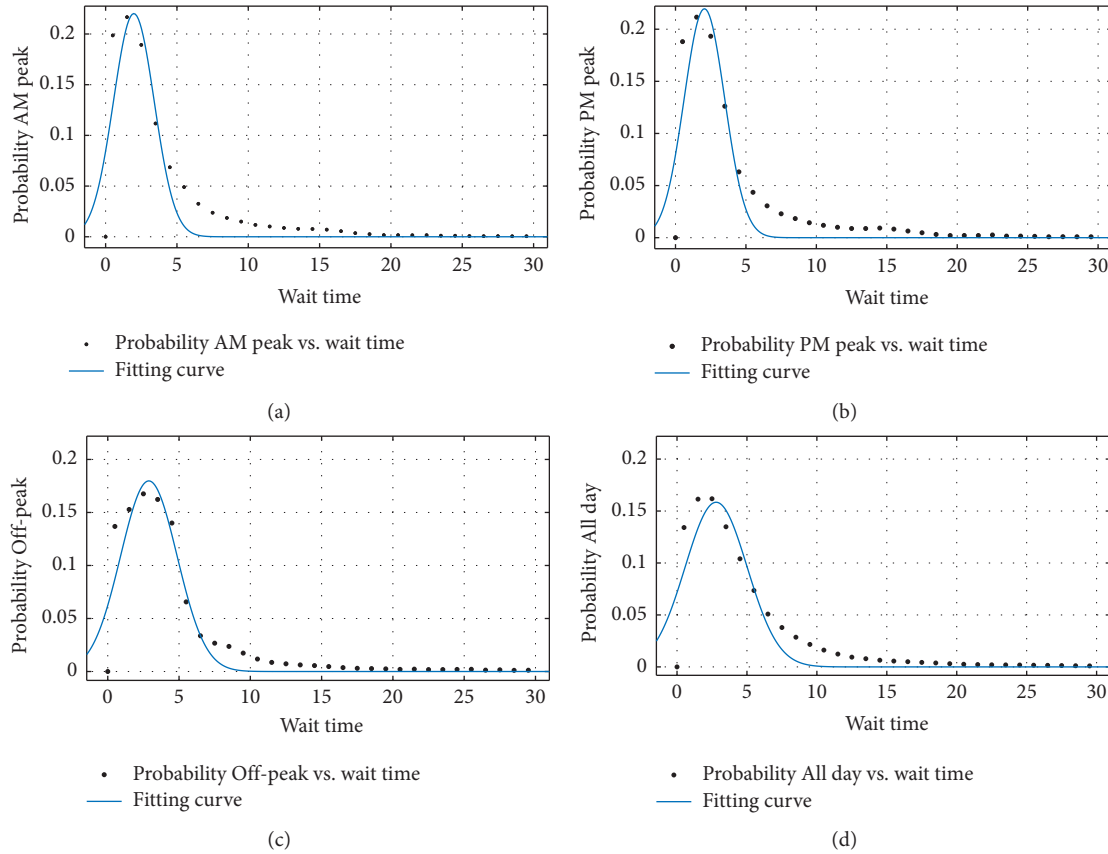 0.2
0.15
0.1
0.05
0
Probability AM peak
0 5 10 15 20 25 30
Wait time
Probability AM peak vs. wait time
Fitting curve
(a)
0.2
0.15
0.1
0.05
0
Probability PM peak
0 5 10 15 20 25 30
Wait time
Probability PM peak vs. wait time
Fitting curve
(b)
0.2
0.15
0.1
0.05
0
Probability Off-peak
0 5 10 15 20 25 30
Wait time
Probability Off-peak vs. wait time
Fitting curve
(c)
0.2
0.15
0.1
0.05
0
Probability All day
0 5 10 15 20 25 30
Wait time
Probability All day vs. wait time
Fitting curve
(d)